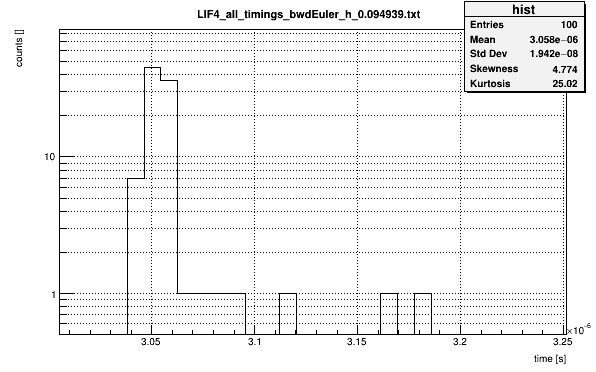 LIF4_all_timings_bwdEuler_h_0.094939.txt
hist
Entries 100
Mean 3.058e−06
Std Dev 1.942e−08
Skewness 4.774
Kurtosis 25.02
counts []
10
1
3.05 3.1 3.15 3.2 3.25
×10⁻⁶
time [s]